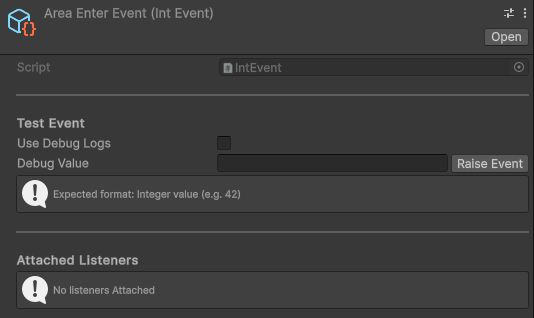 Area Enter Event (Int Event)
Open
Script IntEvent
Test Event
Use Debug Logs
Debug Value Raise Event
Expected format: Integer value (e.g. 42)
Attached Listeners
No listeners Attached